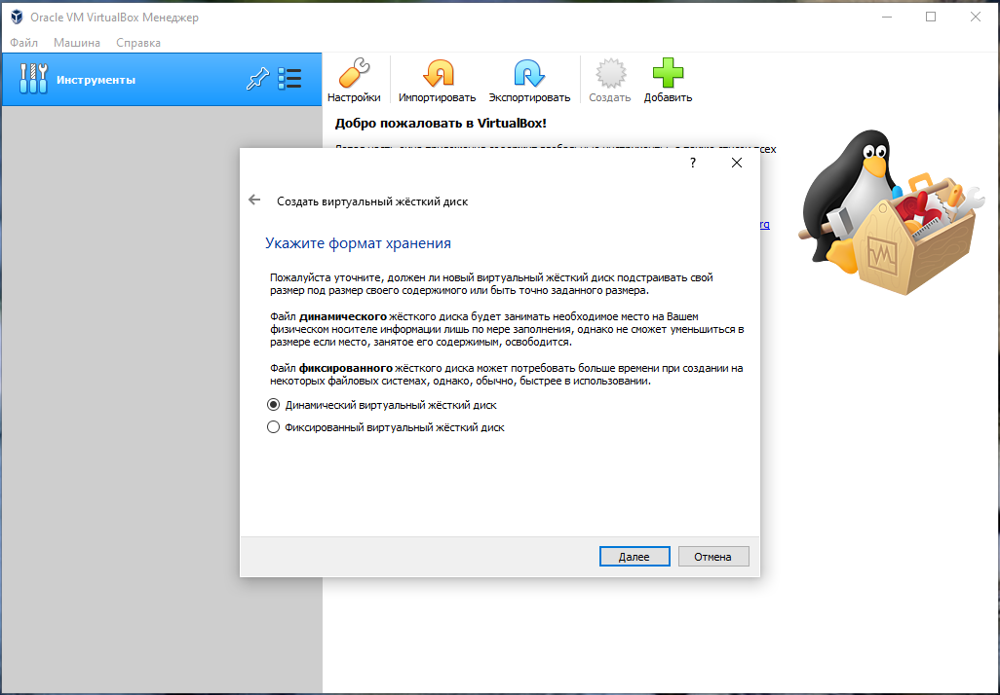 Oracle VM VirtualBox Менеджер
Файл Машина Справка
Инструменты
Настройки Импортировать Экспортировать Создать Добавить
Добро пожаловать в VirtualBox!
всех
?
Создать виртуальный жёсткий диск
rg
Укажите формат хранения
Пожалуйста уточните, должен ли новый виртуальный жёсткий диск подстраивать свой
размер под размер своего содержимого или быть точно заданного размера.
Файл динамического жёсткого диска будет занимать необходимое место на Вашем
физическом носителе информации лишь по мере заполнения, однако не сможет уменьшиться в
размере если место, занятое его содержимым, освободится.
Файл фиксированного жёсткого диска может потребовать больше времени при создании на
некоторых файловых системах, однако, обычно, быстрее в использовании.
Динамический виртуальный жёсткий диск
Фиксированный виртуальный жёсткий диск
Далее Отмена